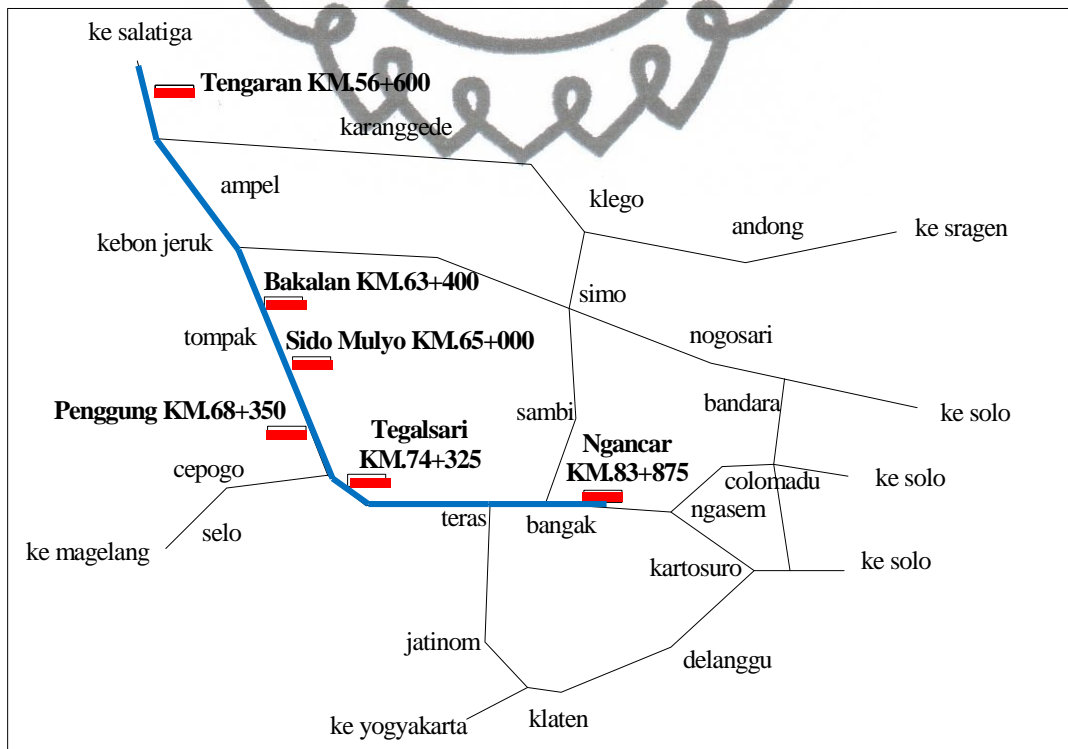 ke salatiga
Tengaran KM.56+600
karanggede
ampel
klego
andong
ke sragen
kebon jeruk
Bakalan KM.63+400
simo
tompak
Sido Mulyo KM.65+000
nogosari
Penggung KM.68+350
sambi
bandara
ke solo
Tegalsari
KM.74+325
Ngancar
KM.83+875
cepogo
colomadu
ke solo
teras
bangak
ngasem
selo
ke magelang
kartosuro
ke solo
jatinom
delanggu
ke yogyakarta
klaten